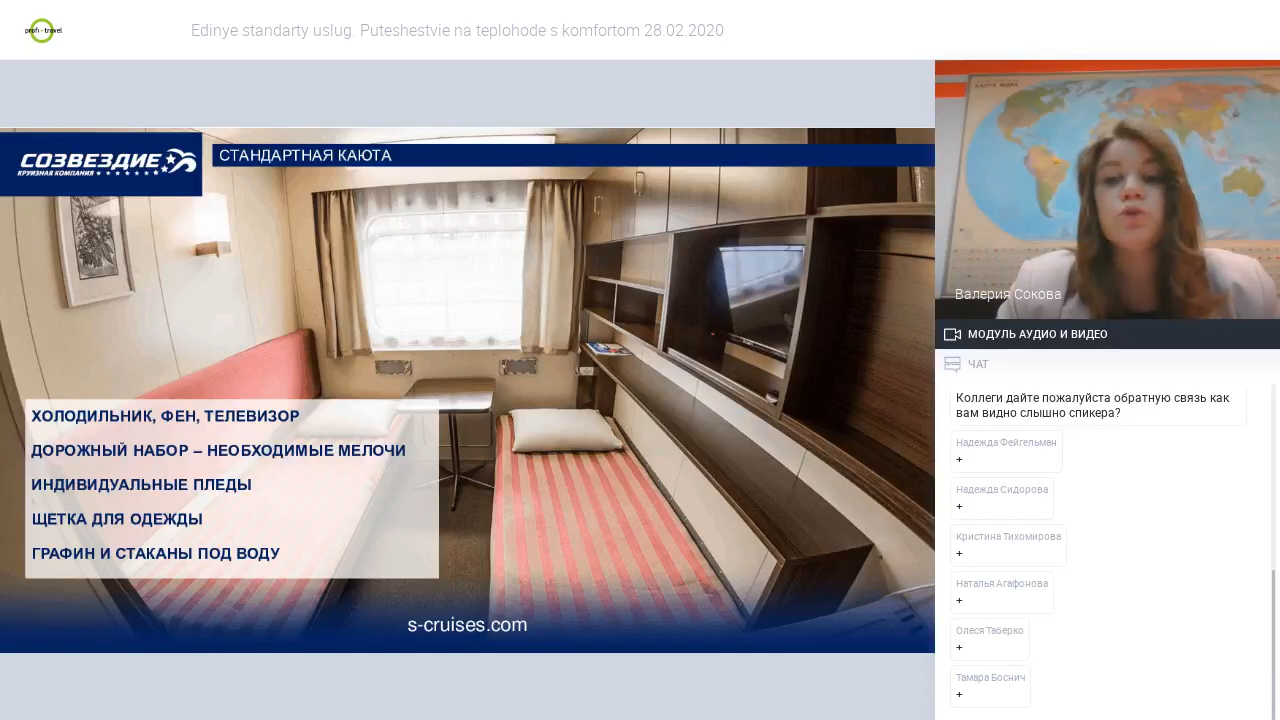 profi travel
Edinye standarty uslug. Puteshestvie na teplohode s komfortom 28.02.2020
СОЗВЕЗДИЕ
КРУИЗНАЯ КОМПАНИЯ
СТАНДАРТНАЯ КАЮТА
ХОЛОДИЛЬНИК, ФЕН, ТЕЛЕВИЗОР
ДОРОЖНЫЙ НАБОР – НЕОБХОДИМЫЕ МЕЛОЧИ
ИНДИВИДУАЛЬНЫЕ ПЛЕДЫ
ЩЕТКА ДЛЯ ОДЕЖДЫ
ГРАФИН И СТАКАНЫ ПОД ВОДУ
s-cruises.com
КАРТА МИРА
Валерия Сокова
МОДУЛЬ АУДИО И ВИДЕО
ЧАТ
Коллеги дайте пожалуйста обратную связь как
вам видно слышно спикера?
Надежда Фейгельман
+
Надежда Сидорова
+
Кристина Тихомирова
+
Наталья Агафонова
+
Олеся Таберко
+
Тамара Боснич
+